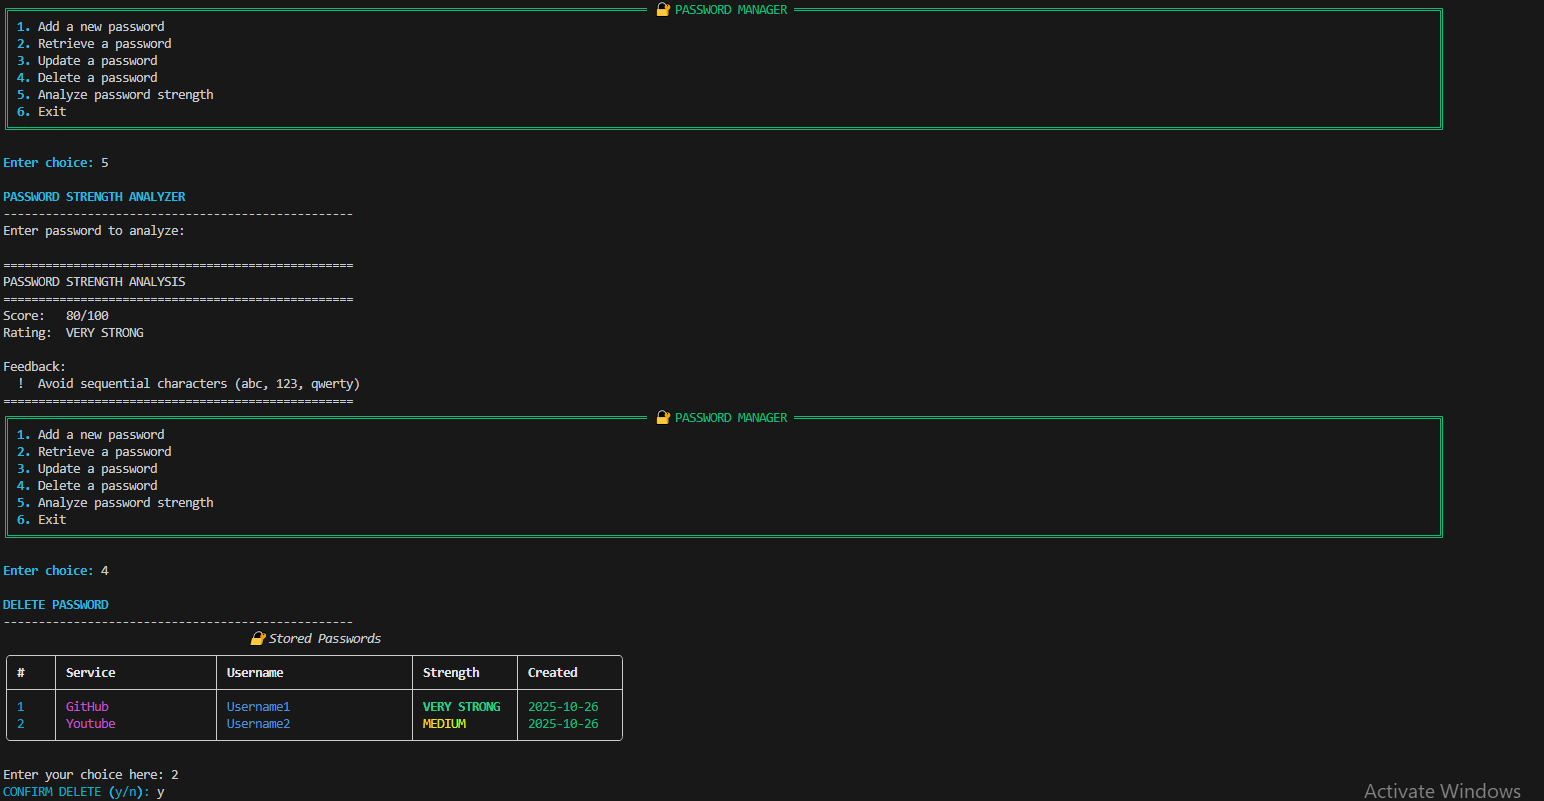 🔐 PASSWORD MANAGER
1. Add a new password
2. Retrieve a password
3. Update a password
4. Delete a password
5. Analyze password strength
6. Exit
Enter choice: 5
PASSWORD STRENGTH ANALYZER
--------------------------------------------------
Enter password to analyze:
==================================================
PASSWORD STRENGTH ANALYSIS
==================================================
Score:   80/100
Rating:  VERY STRONG
Feedback:
  !  Avoid sequential characters (abc, 123, qwerty)
==================================================
🔐 PASSWORD MANAGER
1. Add a new password
2. Retrieve a password
3. Update a password
4. Delete a password
5. Analyze password strength
6. Exit
Enter choice: 4
DELETE PASSWORD
--------------------------------------------------
🔐 Stored Passwords
# Service Username Strength Created
1 GitHub Username1 VERY STRONG 2025-10-26
2 Youtube Username2 MEDIUM 2025-10-26
Enter your choice here: 2
CONFIRM DELETE (y/n): y
Activate Windows